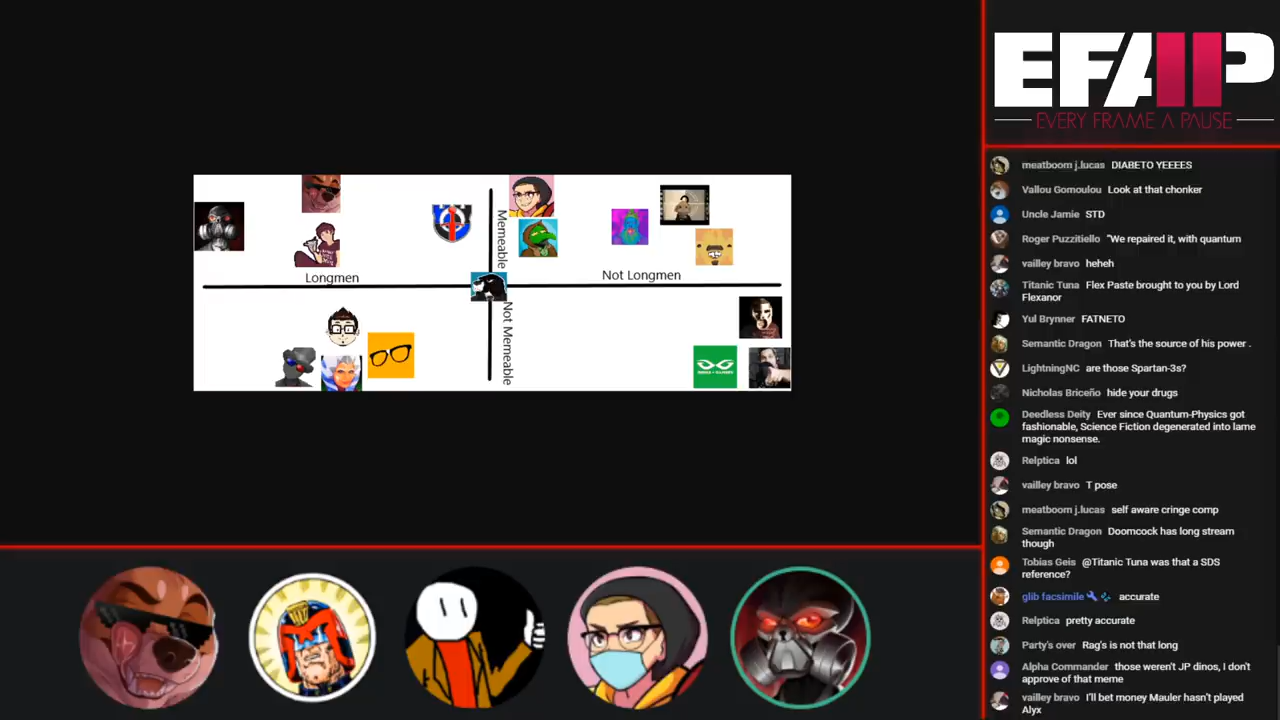 EFAP
EVERY FRAME A PAUSE
Memeable
Longmen
Not Longmen
Not Memeable
meatboom j.lucas DIABETO YEEEES
Vallou Gomoulou Look at that chonker
Uncle Jamie STD
Roger Puzzitiello "We repaired it, with quantum
vailley bravo heheh
Titanic Tuna Flex Paste brought to you by Lord
Flexanor
Yul Brynner FATNETO
Semantic Dragon That's the source of his power .
LightningNC are those Spartan-3s?
Nicholas Briceño hide your drugs
Deedless Deity Ever since Quantum-Physics got
fashionable, Science Fiction degenerated into lame
magic nonsense.
Relptica lol
vailley bravo T pose
meatboom j.lucas self aware cringe comp
Semantic Dragon Doomcock has long stream
though
Tobias Geis @Titanic Tuna was that a SDS
reference?
glib facsimile accurate
Relptica pretty accurate
Party's over Rag's is not that long
Alpha Commander those weren't JP dinos, I don't
approve of that meme
vailley bravo I'll bet money Mauler hasn't played
Alyx